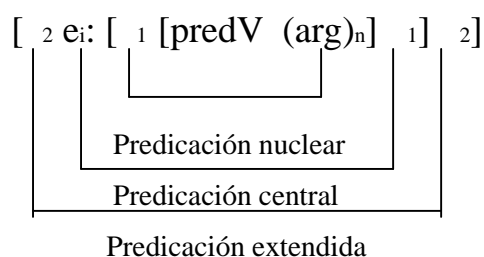 [ 2 ei: [ 1 [predV (arg)n] 1] 2]
Predicación nuclear
Predicación central
Predicación extendida